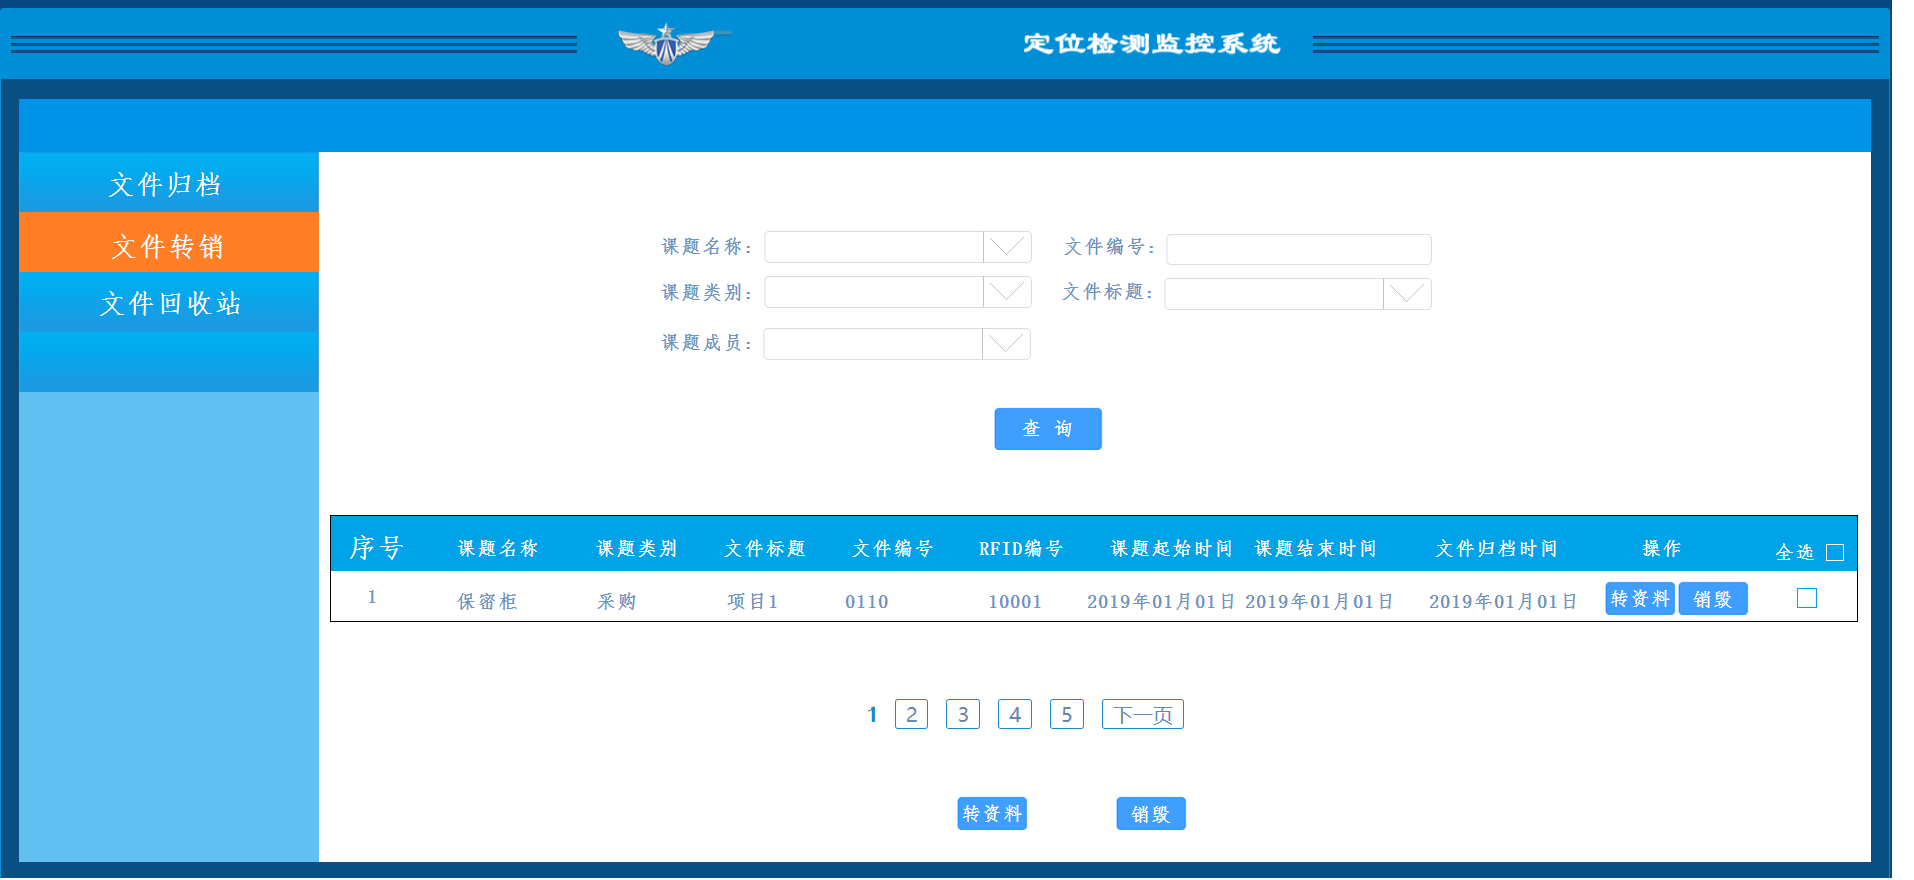 定位检测监控系统
文件归档
文件转销
文件回收站
课题名称：
文件编号：
课题类别：
文件标题：
课题成员：
查 询
序号 课题名称 课题类别 文件标题 文件编号 RFID编号 课题起始时间 课题结束时间 文件归档时间 操作 全选
1 保密柜 采购 项目1 0110 10001 2019年01月01日 2019年01月01日 2019年01月01日 转资料 销毁
1 2 3 4 5 下一页
转资料 销毁